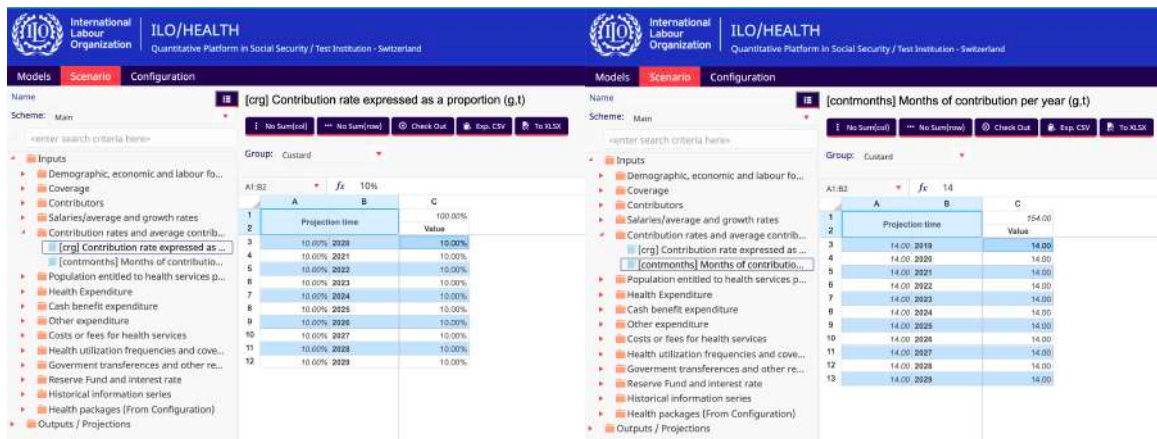 International
Labour
Organization
ILO/HEALTH
Quantitative Platform in Social Security / Test Institution - Switzerland
Models Scenario Configuration
Name
Scheme: Main
<enter search criteria here>
Inputs
Demographic, economic and labour fo...
Coverage
Contributors
Salaries/average and growth rates
Contribution rates and average contrib...
[crg] Contribution rate expressed as ...
[contmonths] Months of contributio...
Population entitled to health services p...
Health Expenditure
Cash benefit expenditure
Other expenditure
Costs or fees for health services
Health utilization frequencies and cove...
Goverment transferences and other re...
Reserve Fund and interest rate
Historical information series
Health packages (From Configuration)
Outputs / Projections
[crg] Contribution rate expressed as a proportion (g,t)
No Sum(col) No Sum(row) Check Out Exp. CSV To XLSX
Group: Custard
A1:B2 fx 10%
A B C
1 Projection time 100.00%
2 Value
3 10.00% 2020 10.00%
4 10.00% 2021 10.00%
5 10.00% 2022 10.00%
6 10.00% 2023 10.00%
7 10.00% 2024 10.00%
8 10.00% 2025 10.00%
9 10.00% 2026 10.00%
10 10.00% 2027 10.00%
11 10.00% 2028 10.00%
12 10.00% 2029 10.00%
International
Labour
Organization
ILO/HEALTH
Quantitative Platform in Social Security / Test Institution - Switzerland
Models Scenario Configuration
Name
Scheme: Main
<enter search criteria here>
Inputs
Demographic, economic and labour fo...
Coverage
Contributors
Salaries/average and growth rates
Contribution rates and average contrib...
[crg] Contribution rate expressed as ...
[contmonths] Months of contributio...
Population entitled to health services p...
Health Expenditure
Cash benefit expenditure
Other expenditure
Costs or fees for health services
Health utilization frequencies and cove...
Goverment transferences and other re...
Reserve Fund and interest rate
Historical information series
Health packages (From Configuration)
Outputs / Projections
[contmonths] Months of contribution per year (g,t)
No Sum(col) No Sum(row) Check Out Exp. CSV To XLSX
Group: Custard
A1:B2 fx 14
A B C
1 Projection time 154.00
2 Value
3 14.00 2019 14.00
4 14.00 2020 14.00
5 14.00 2021 14.00
6 14.00 2022 14.00
7 14.00 2023 14.00
8 14.00 2024 14.00
9 14.00 2025 14.00
10 14.00 2026 14.00
11 14.00 2027 14.00
12 14.00 2028 14.00
13 14.00 2029 14.00